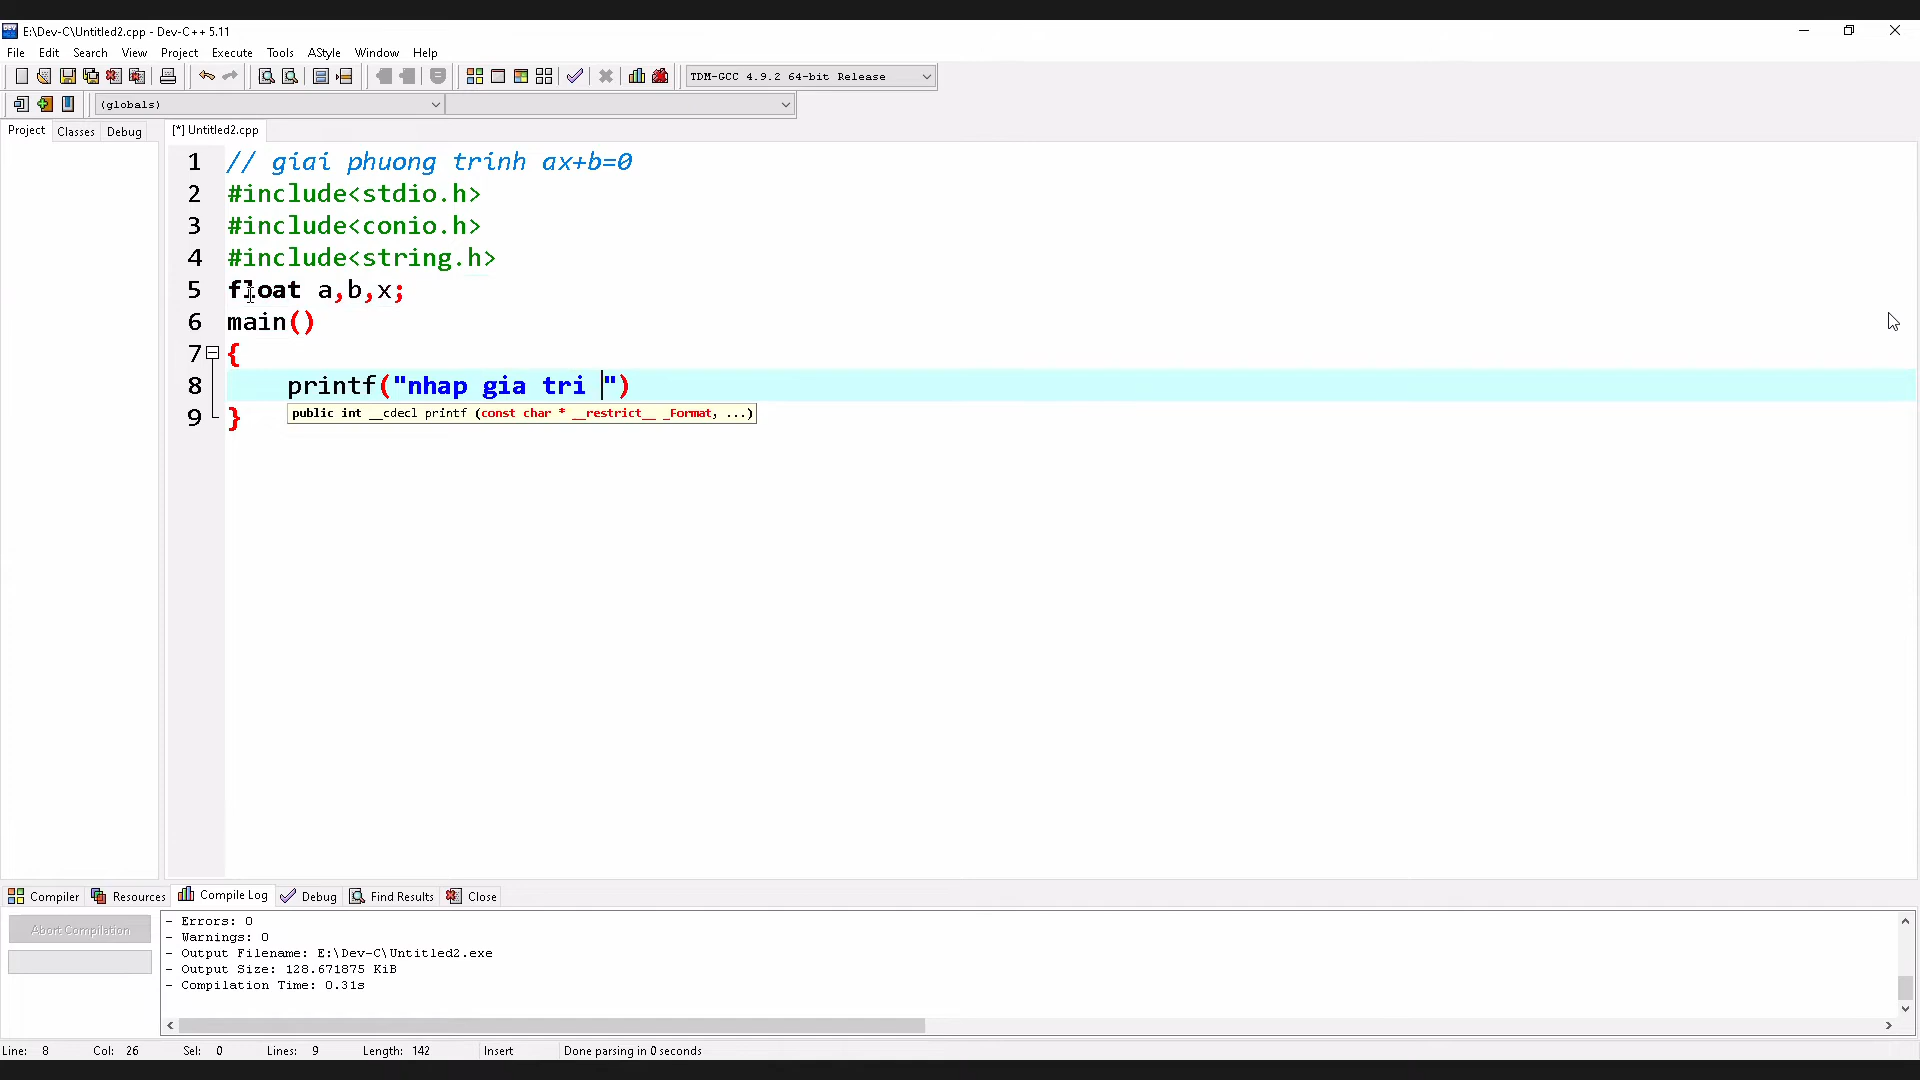 E:\Dev-C\Untitled2.cpp - Dev-C++ 5.11
File Edit Search View Project Execute Tools AStyle Window Help
TDM-GCC 4.9.2 64-bit Release
(globals)
Project Classes Debug [*] Untitled2.cpp
1 // giai phuong trinh ax+b=0
2 #include<stdio.h>
3 #include<conio.h>
4 #include<string.h>
5 float a,b,x;
6 main()
7 {
8 printf("nhap gia tri ")
public int __cdecl printf (const char * __restrict__ _Format, ...)
9 }
Compiler Resources Compile Log Debug Find Results Close
Abort Compilation
- Errors: 0
- Warnings: 0
- Output Filename: E:\Dev-C\Untitled2.exe
- Output Size: 128.671875 KiB
- Compilation Time: 0.31s
Line: 8 Col: 26 Sel: 0 Lines: 9 Length: 142 Insert Done parsing in 0 seconds